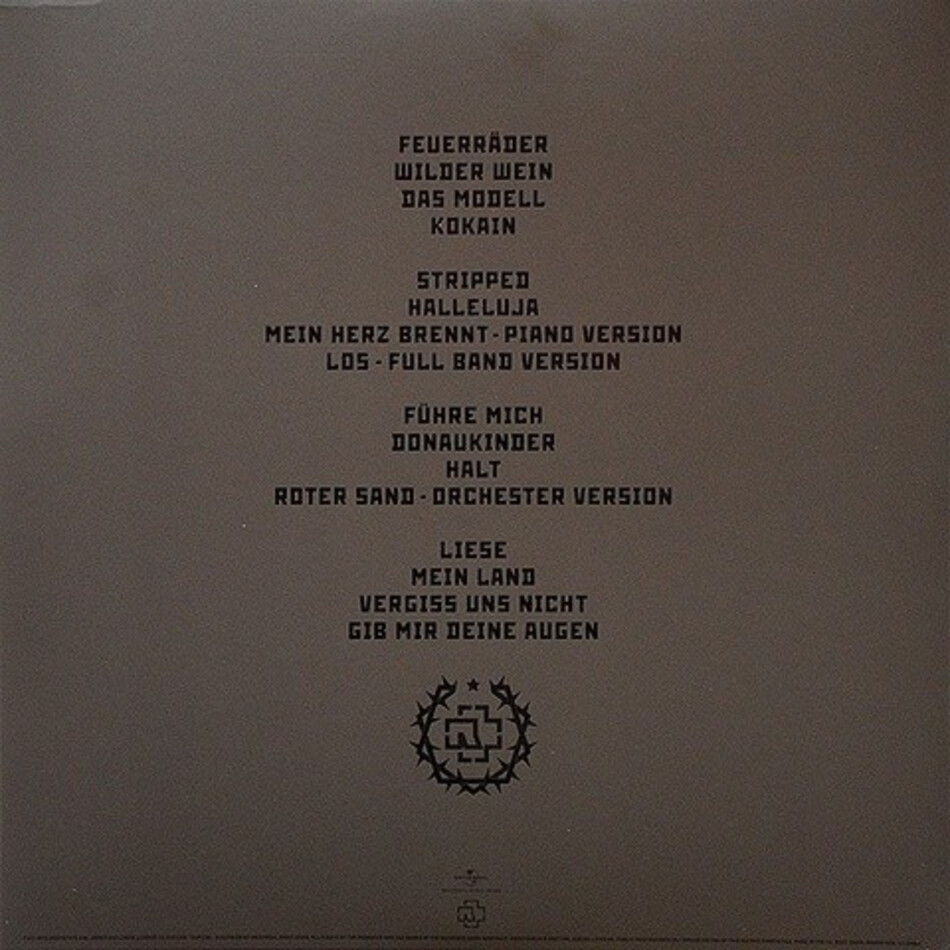 FEUERRÄDER
WILDER WEIN
DAS MODELL
KOKAIN
STRIPPED
HALLELUJA
MEIN HERZ BRENNT - PIANO VERSION
LOS - FULL BAND VERSION
FÜHRE MICH
DONAUKINDER
HALT
ROTER SAND - ORCHESTER VERSION
LIESE
MEIN LAND
VERGISS UNS NICHT
GIB MIR DEINE AUGEN